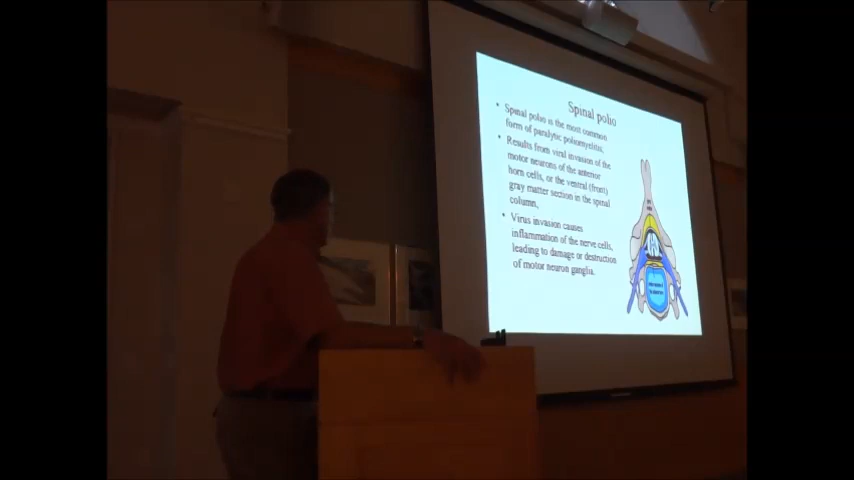 Spinal polio
• Spinal polio is the most common
form of paralytic poliomyelitis;
• Results from viral invasion of the
motor neurons of the anterior
horn cells, or the ventral (front)
gray matter section in the spinal
column,
• Virus invasion causes
inflammation of the nerve cells,
leading to damage or destruction
of motor neuron ganglia.